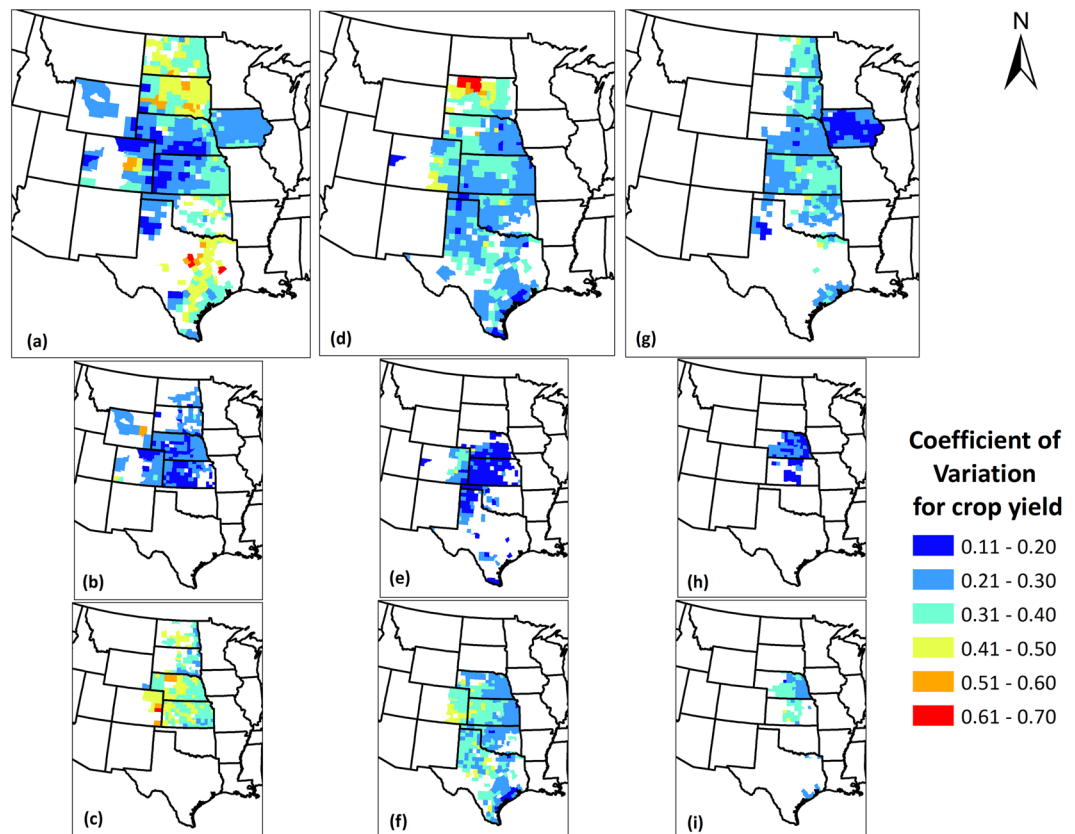 N
(a)
(d)
(g)
(b)
(e)
(h)
(c)
(f)
(i)
Coefficient of
Variation
for crop yield
0.11 - 0.20
0.21 - 0.30
0.31 - 0.40
0.41 - 0.50
0.51 - 0.60
0.61 - 0.70